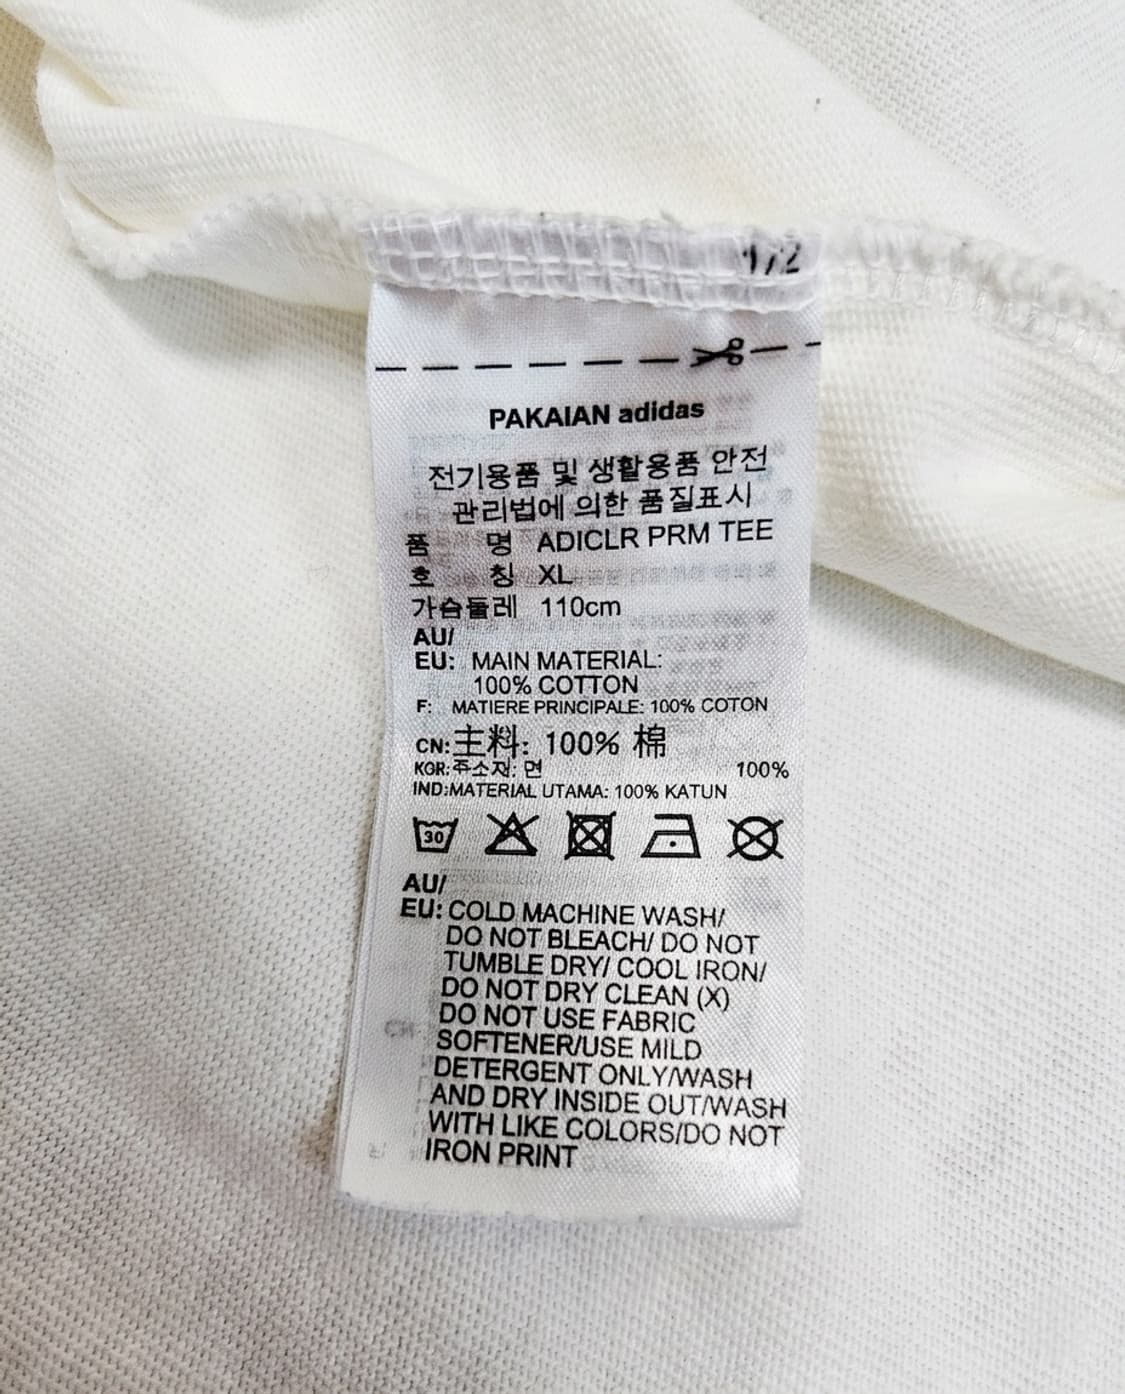 1/2
PAKAIAN adidas
전기용품 및 생활용품 안전
관리법에 의한 품질표시
품 명 ADICLR PRM TEE
호 칭 XL
가슴둘레 110cm
AU/
EU: MAIN MATERIAL:
100% COTTON
F: MATIERE PRINCIPALE: 100% COTON
CN: 主料: 100% 棉
KOR: 주소재: 면 100%
IND:MATERIAL UTAMA: 100% KATUN
30
AU/
EU: COLD MACHINE WASH/
DO NOT BLEACH/ DO NOT
TUMBLE DRY/ COOL IRON/
DO NOT DRY CLEAN (X)
DO NOT USE FABRIC
SOFTENER/USE MILD
DETERGENT ONLY/WASH
AND DRY INSIDE OUT/WASH
WITH LIKE COLORS/DO NOT
IRON PRINT